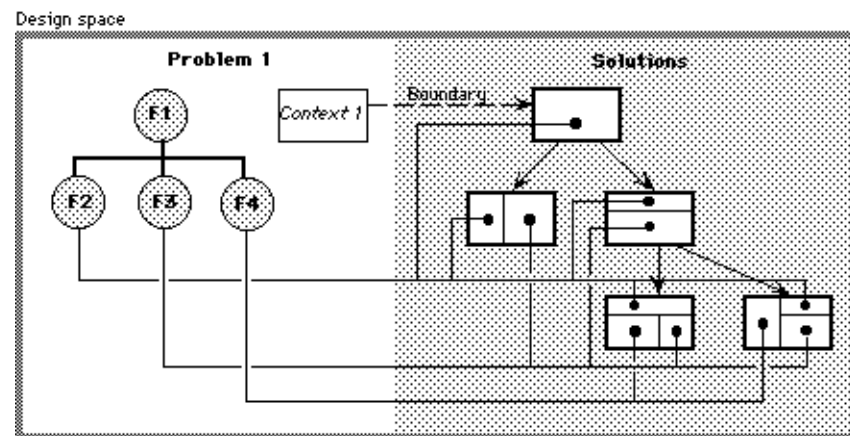 Design space
Problem 1
Solutions
Context 1
Boundary
F1
F2
F3
F4